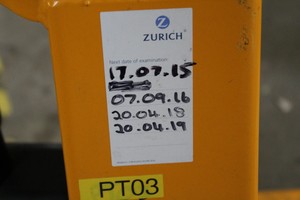 ZURICH
Next date of examination:
17.07.15
07.09.16
20.04.18
20.04.19
PT03